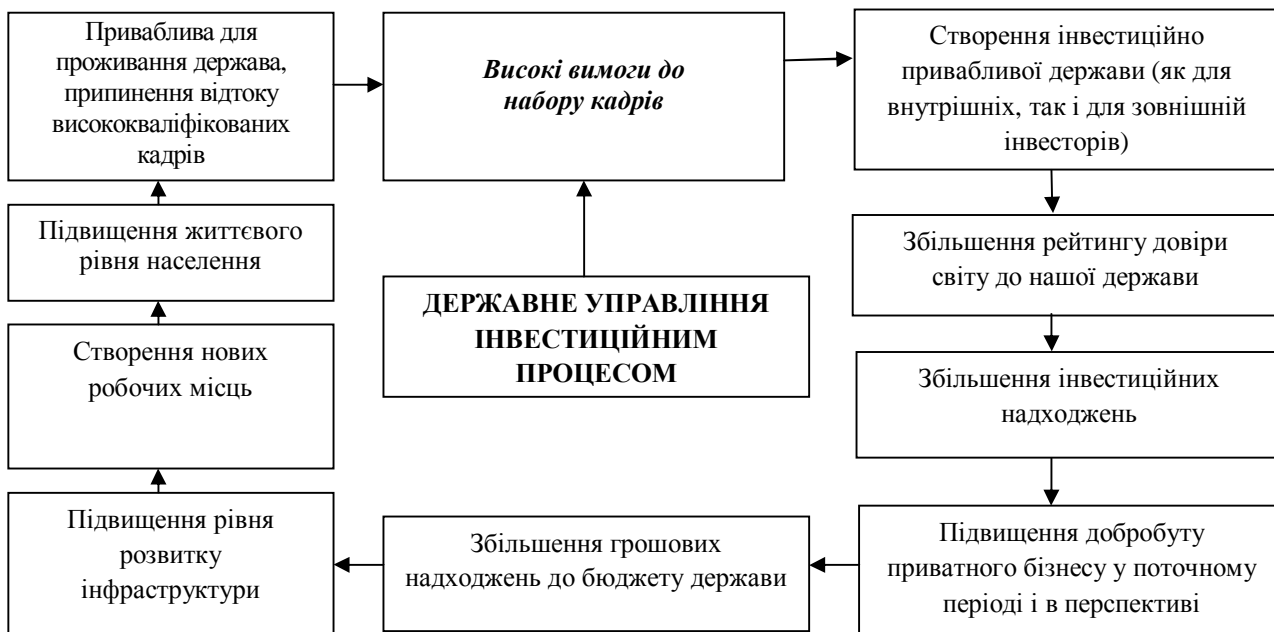 Приваблива для
проживання держава,
припинення відтоку
висококваліфікованих
кадрів
Високі вимоги до
набору кадрів
Створення інвестиційно
привабливої держави (як для
внутрішніх, так і для зовнішній
інвесторів)
Підвищення життєвого
рівня населення
Збільшення рейтингу довіри
світу до нашої держави
ДЕРЖАВНЕ УПРАВЛІННЯ
ІНВЕСТИЦІЙНИМ
ПРОЦЕСОМ
Створення нових
робочих місць
Збільшення інвестиційних
надходжень
Підвищення рівня
розвитку
інфраструктури
Збільшення грошових
надходжень до бюджету держави
Підвищення добробуту
приватного бізнесу у поточному
періоді і в перспективі